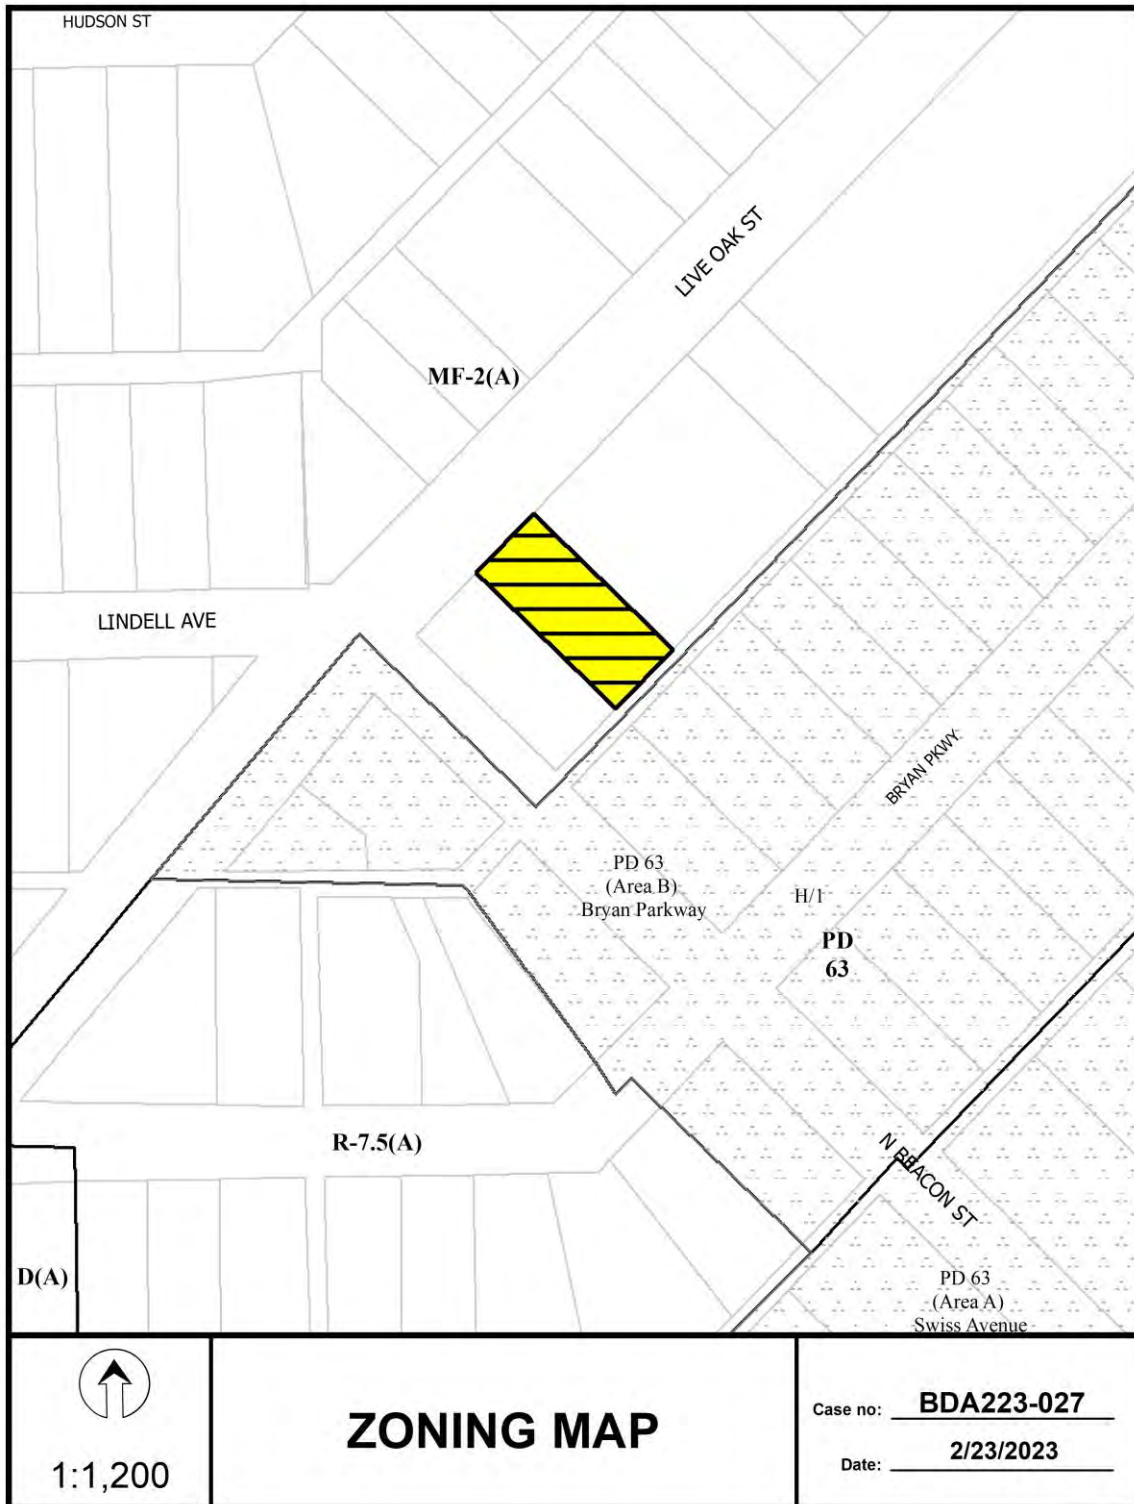 HUDSON ST
LIVE OAK ST
MF-2(A)
LINDELL AVE
BRYAN PKWY
PD 63
(Area B)
Bryan Parkway
H/1
PD
63
R-7.5(A)
N BEACON ST
D(A)
PD 63
(Area A)
Swiss Avenue
1:1,200
ZONING MAP
Case no: BDA223-027
Date: 2/23/2023